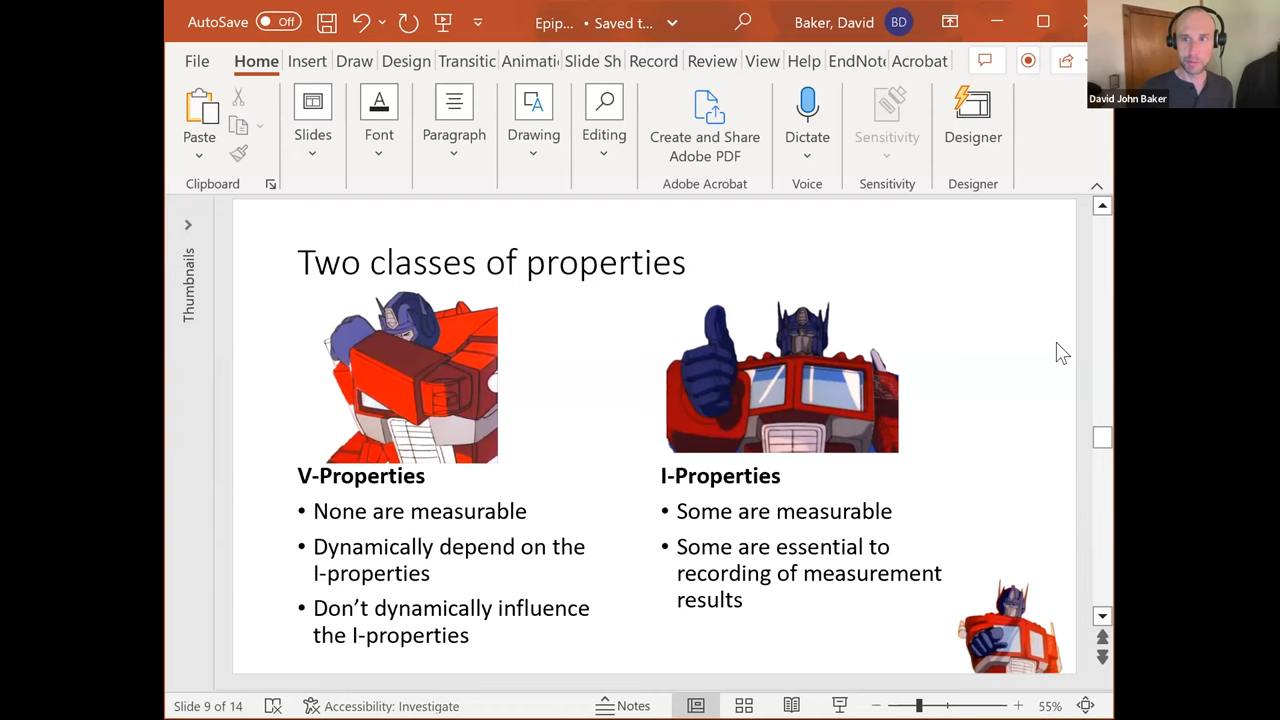 AutoSave Off Epip... • Saved t... Baker, David BD
File Home Insert Draw Design Transitic Animati Slide Sh Record Review View Help EndNote Acrobat
Paste Slides Font Paragraph Drawing Editing Create and Share Adobe PDF Dictate Sensitivity Designer
Clipboard Adobe Acrobat Voice Sensitivity Designer
David John Baker
Thumbnails
Two classes of properties
V-Properties
• None are measurable
• Dynamically depend on the
I-properties
• Don't dynamically influence
the I-properties
I-Properties
• Some are measurable
• Some are essential to
recording of measurement
results
Slide 9 of 14 Accessibility: Investigate Notes 55%